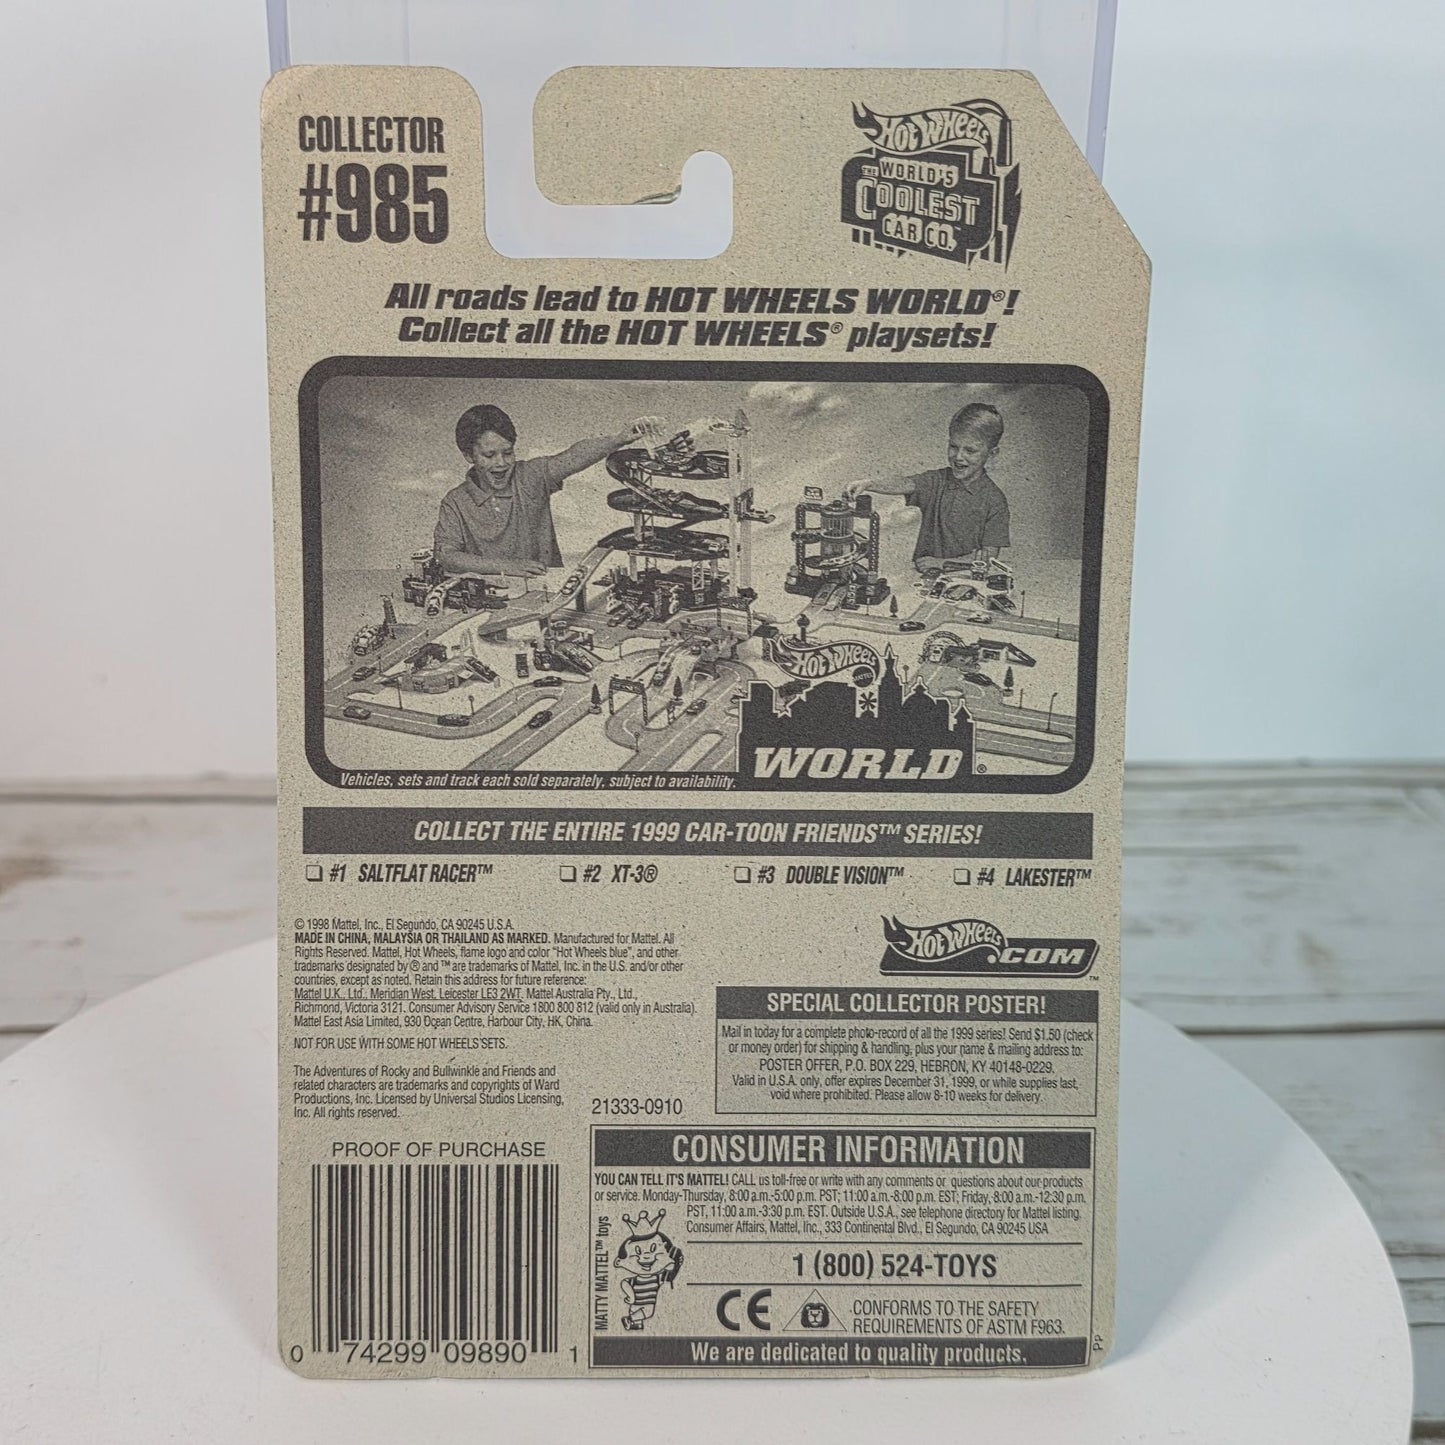 COLLECTOR
#985
HOT WHEELS
THE WORLD'S
COOLEST
CAR CO.
All roads lead to HOT WHEELS WORLD®!
Collect all the HOT WHEELS® playsets!
HOT WHEELS
MATTEL
WORLD®
Vehicles, sets and track each sold separately, subject to availability.
COLLECT THE ENTIRE 1999 CAR-TOON FRIENDS™ SERIES!
#1 SALTFLAT RACER™
#2 XT-3®
#3 DOUBLE VISION™
#4 LAKESTER™
© 1998 Mattel, Inc., El Segundo, CA 90245 U.S.A.
MADE IN CHINA, MALAYSIA OR THAILAND AS MARKED. Manufactured for Mattel. All
Rights Reserved. Mattel, Hot Wheels, flame logo and color "Hot Wheels blue", and other
trademarks designated by ® and ™ are trademarks of Mattel, Inc. in the U.S. and/or other
countries, except as noted. Retain this address for future reference:
Mattel U.K., Ltd., Meridian West, Leicester LE3 2WT. Mattel Australia Pty., Ltd.,
Richmond, Victoria 3121. Consumer Advisory Service 1800 800 812 (valid only in Australia).
Mattel East Asia Limited, 930 Ocean Centre, Harbour City, HK, China.
NOT FOR USE WITH SOME HOT WHEELS SETS.
The Adventures of Rocky and Bullwinkle and Friends and
related characters are trademarks and copyrights of Ward
Productions, Inc. Licensed by Universal Studios Licensing,
Inc. All rights reserved.
21333-0910
HOT WHEELS.COM™
SPECIAL COLLECTOR POSTER!
Mail in today for a complete photo-record of all the 1999 series! Send $1.50 (check
or money order) for shipping & handling, plus your name & mailing address to:
POSTER OFFER, P.O. BOX 229, HEBRON, KY 40148-0229.
Valid in U.S.A. only, offer expires December 31, 1999, or while supplies last,
void where prohibited. Please allow 8-10 weeks for delivery.
PROOF OF PURCHASE
0 74299 09890 1
CONSUMER INFORMATION
YOU CAN TELL IT'S MATTEL! CALL us toll-free or write with any comments or questions about our products
or service. Monday-Thursday, 8:00 a.m.-5:00 p.m. PST; 11:00 a.m.-8:00 p.m. EST; Friday, 8:00 a.m.-12:30 p.m.
PST, 11:00 a.m.-3:30 p.m. EST. Outside U.S.A., see telephone directory for Mattel listing.
Consumer Affairs, Mattel, Inc., 333 Continental Blvd., El Segundo, CA 90245 USA
MATTY MATTEL™ toys
1 (800) 524-TOYS
CE
CONFORMS TO THE SAFETY
REQUIREMENTS OF ASTM F963.
We are dedicated to quality products.
PP